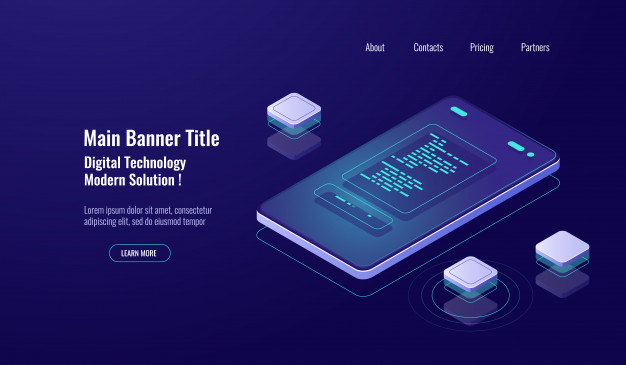 About
Contacts
Pricing
Partners
Main Banner Title
Digital Technology
Modern Solution !
Lorem ipsum dolor sit amet, consectetur
adipiscing elit, sed do eiusmod tempor
LEARN MORE